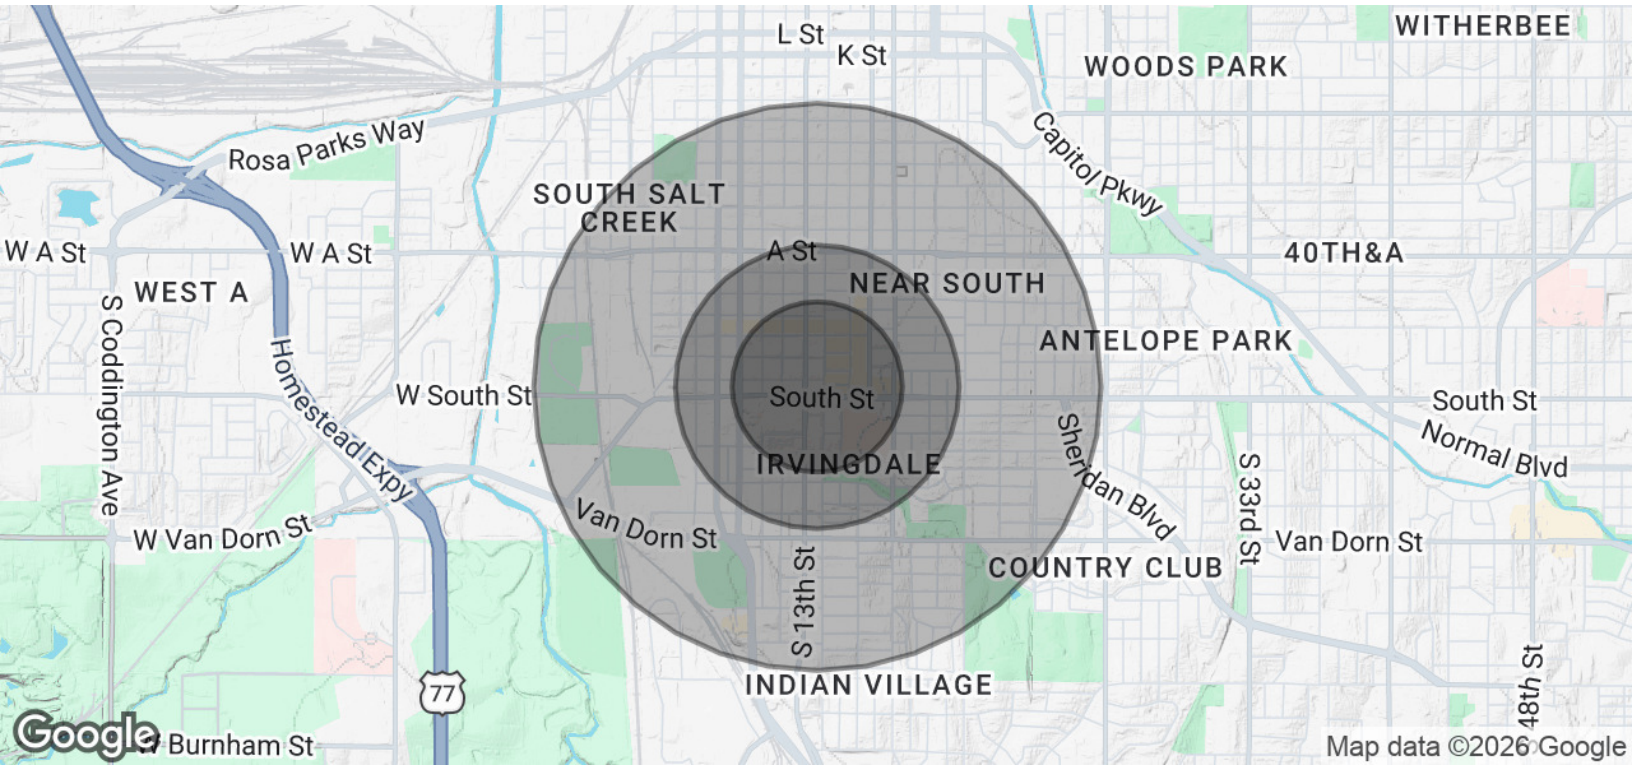 L St
K St
WITHERBEE
WOODS PARK
Rosa Parks Way
Capitol Pkwy
SOUTH SALT
CREEK
W A St
W A St
A St
40TH&A
WEST A
NEAR SOUTH
S Coddington Ave
Homestead Expy
ANTELOPE PARK
W South St
South St
South St
Sheridan Blvd
Normal Blvd
IRVINGDALE
S 33rd St
Van Dorn St
W Van Dorn St
Van Dorn St
S 13th St
COUNTRY CLUB
INDIAN VILLAGE
77
48th St
Google
W Burnham St
Map data ©2026 Google